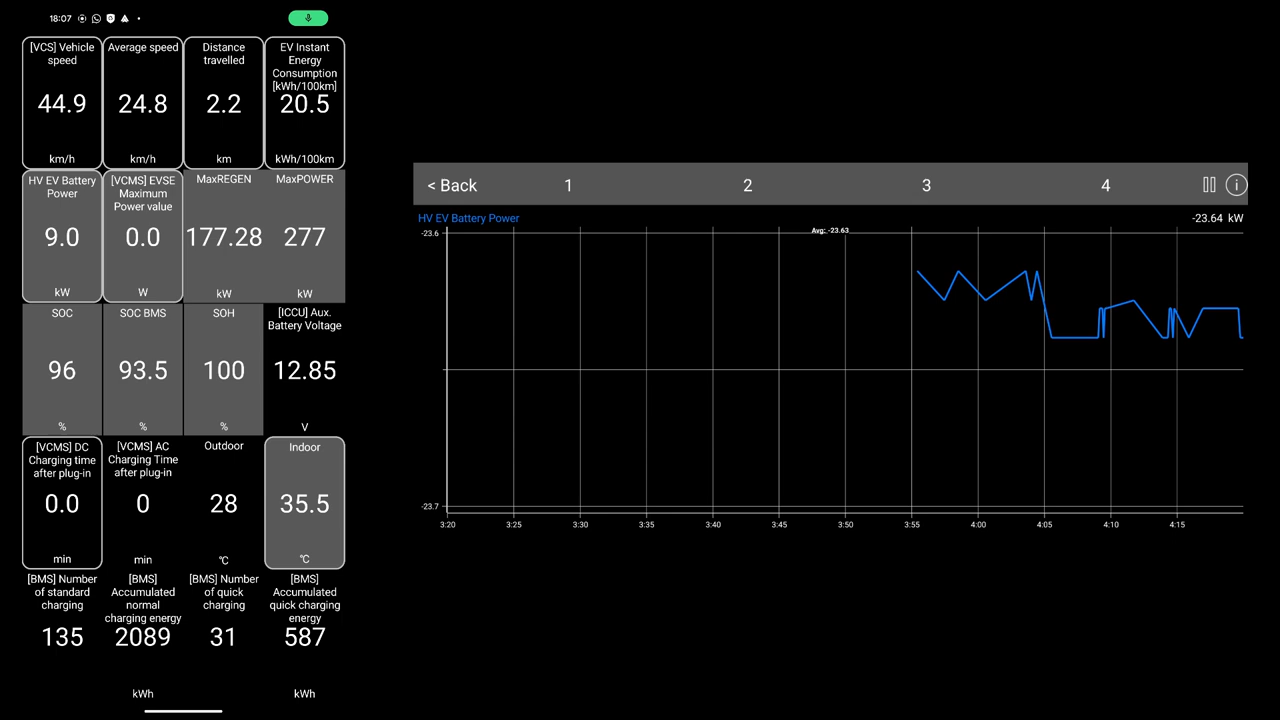 18:07
[VCS] Vehicle
speed
44.9
km/h
Average speed
24.8
km/h
Distance
travelled
2.2
km
EV Instant
Energy
Consumption
[kWh/100km]
20.5
kWh/100km
HV EV Battery
Power
9.0
kW
[VCMS] EVSE
Maximum
Power value
0.0
W
MaxREGEN
177.28
kW
MaxPOWER
277
kW
SOC
96
%
SOC BMS
93.5
%
SOH
100
%
[ICCU] Aux.
Battery Voltage
12.85
V
[VCMS] DC
Charging time
after plug-in
0.0
min
[VCMS] AC
Charging Time
after plug-in
0
min
Outdoor
28
℃
Indoor
35.5
℃
[BMS] Number
of standard
charging
135
[BMS]
Accumulated
normal
charging energy
2089
kWh
[BMS] Number
of quick
charging
31
[BMS]
Accumulated
quick charging
energy
587
kWh
< Back 1 2 3 4
HV EV Battery Power -23.64 kW
Avg: -23.63
-23.6
-23.7
3:20 3:25 3:30 3:35 3:40 3:45 3:50 3:55 4:00 4:05 4:10 4:15